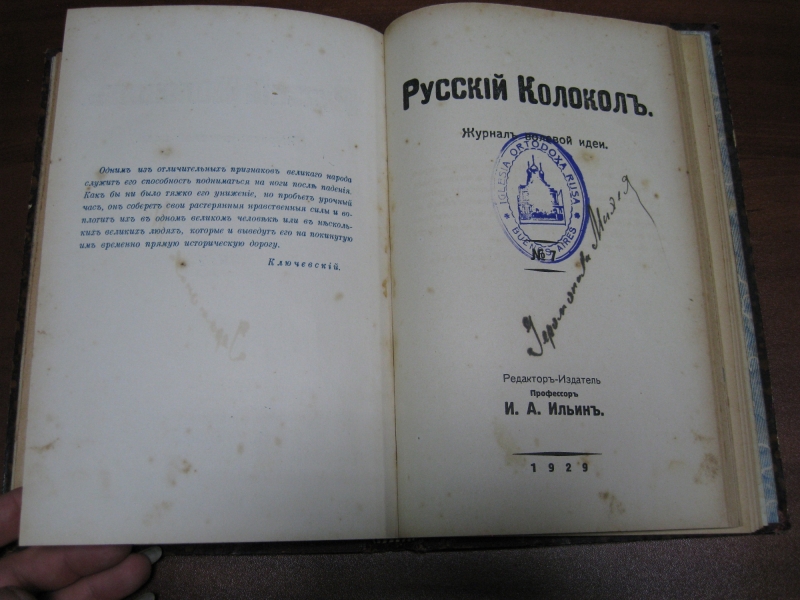 Однимъ изъ отличительныхъ признаковъ великаго народа
служитъ его способность подниматься на ноги послѣ паденія.
Какъ бы ни было тяжко его униженіе, но пробьетъ урочный
часъ, онъ соберетъ свои растерянныя нравственныя силы и во-
плотитъ ихъ въ одномъ великомъ человѣкѣ или въ нѣсколь-
кихъ великихъ людяхъ, которые и выведутъ его на покинутую
имъ временно прямую историческую дорогу.
Ключевскій.
Русскій Колоколъ.
Журналъ волевой идеи.
IGLESIA ORTODOXA RUSA
BUENOS AIRES
№ 7
Редакторъ-Издатель
Профессоръ
И. А. Ильинъ.
1929